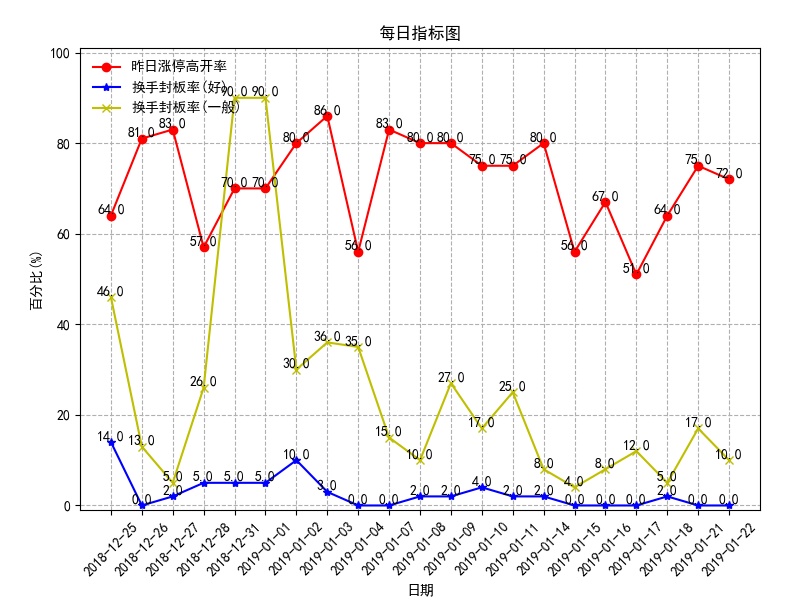 每日指标图
昨日涨停高开率
换手封板率(好)
换手封板率(一般)
百分比(%)
100
80
60
40
20
0
64.0 81.0 83.0 57.0 70.0 70.0 80.0 86.0 56.0 83.0 80.0 80.0 75.0 75.0 80.0 56.0 67.0 51.0 64.0 75.0 72.0
46.0 13.0 5.0 26.0 90.0 90.0 30.0 36.0 35.0 15.0 10.0 27.0 17.0 25.0 8.0 4.0 8.0 12.0 5.0 17.0 10.0
14.0 0.0 2.0 5.0 5.0 5.0 10.0 3.0 0.0 0.0 2.0 2.0 4.0 2.0 2.0 0.0 0.0 0.0 2.0 0.0 0.0
2018-12-25 2018-12-26 2018-12-27 2018-12-28 2018-12-31 2019-01-01 2019-01-02 2019-01-03 2019-01-04 2019-01-07 2019-01-08 2019-01-09 2019-01-10 2019-01-11 2019-01-14 2019-01-15 2019-01-16 2019-01-17 2019-01-18 2019-01-21 2019-01-22
日期